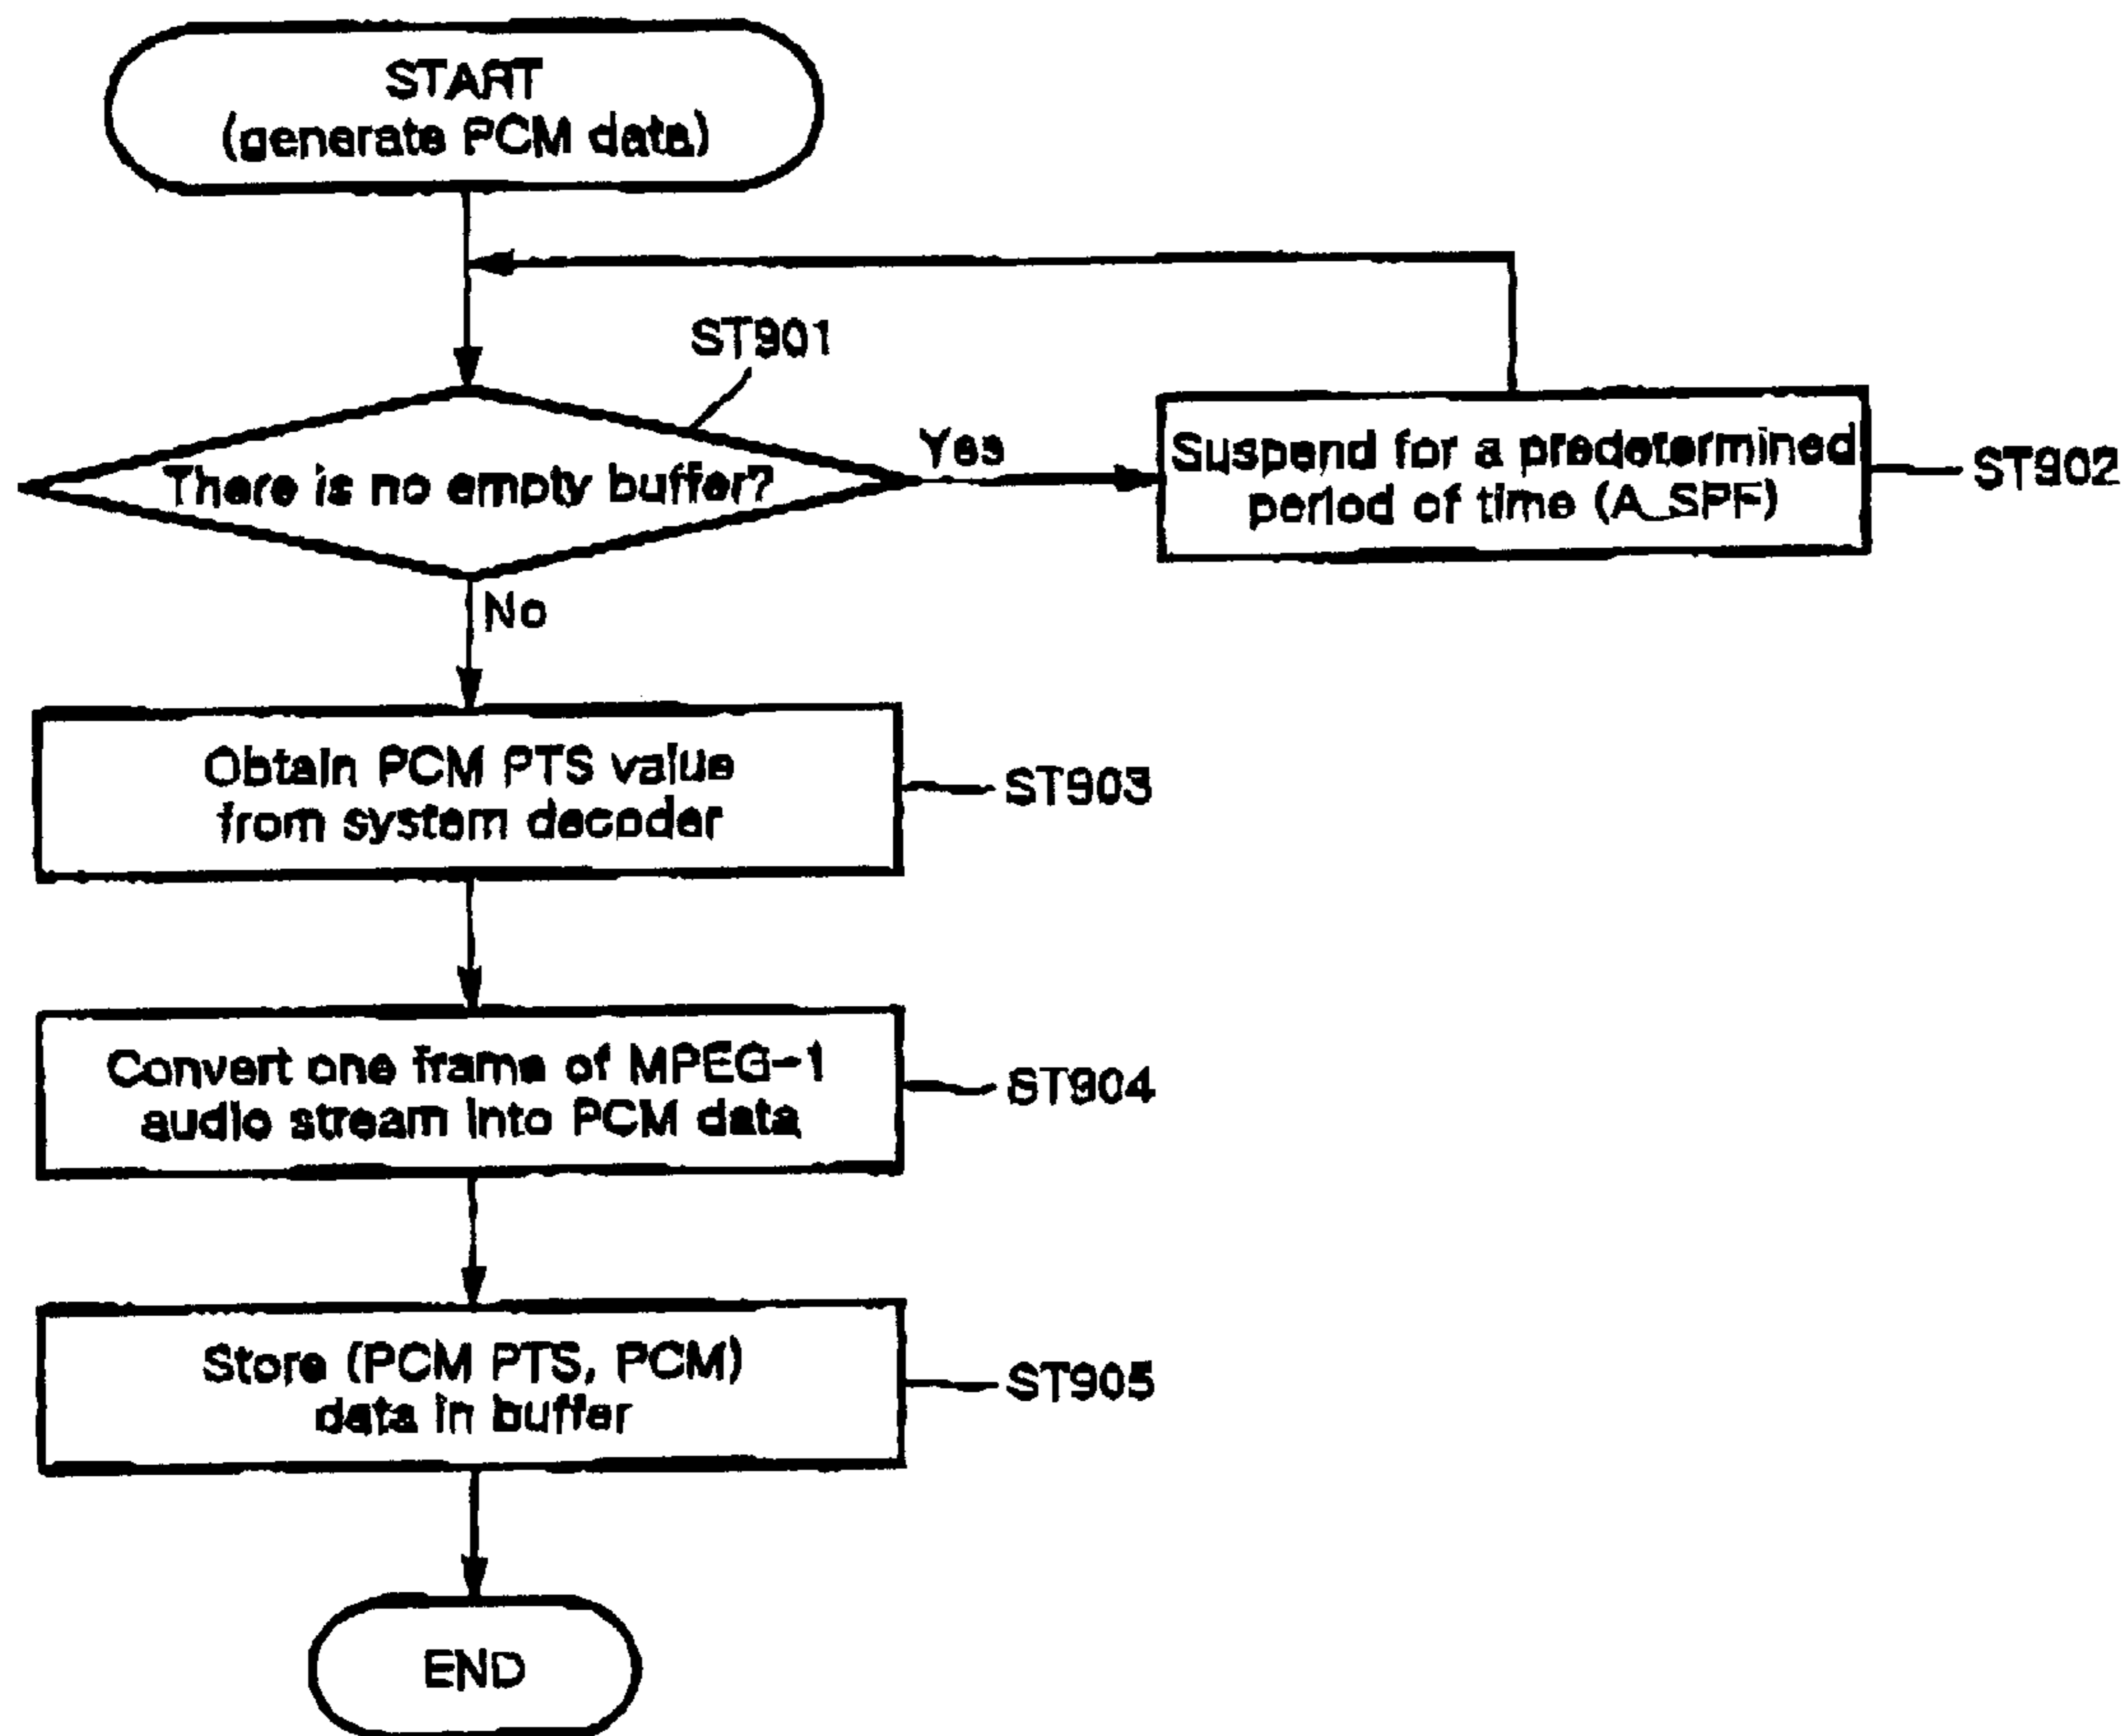 START
(generate PCM data)
ST901
There is no empty buffer?
Yes
Suspend for a predetermined
period of time (A_SPF)
ST902
No
Obtain PCM PTS value
from system decoder
ST903
Convert one frame of MPEG-1
audio stream into PCM data
ST904
Store (PCM PTS, PCM)
data in buffer
ST905
END